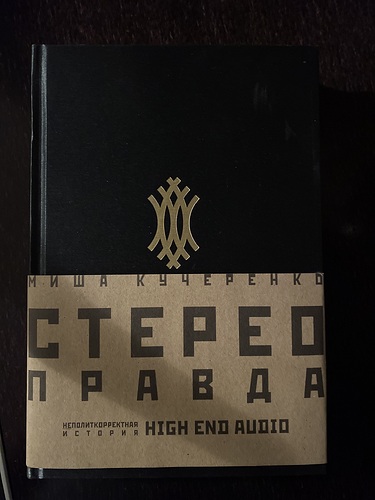 МИША КУЧЕРЕНКО
СТЕРЕО
ПРАВДА
НЕПОЛИТКОРРЕКТНАЯ
ИСТОРИЯ HIGH END AUDIO